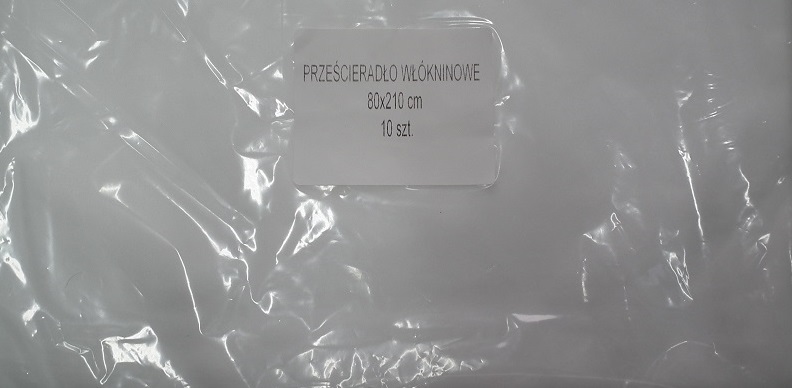 PRZEŚCIERADŁO WŁÓKNINOWE
80x210 cm
10 szt.